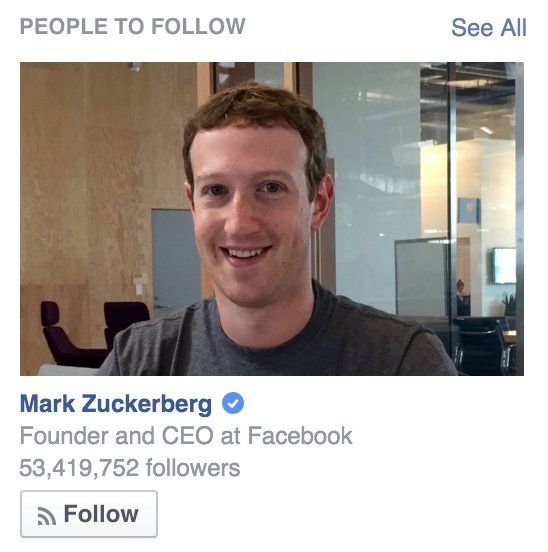 PEOPLE TO FOLLOW
See All
Mark Zuckerberg
Founder and CEO at Facebook
53,419,752 followers
Follow